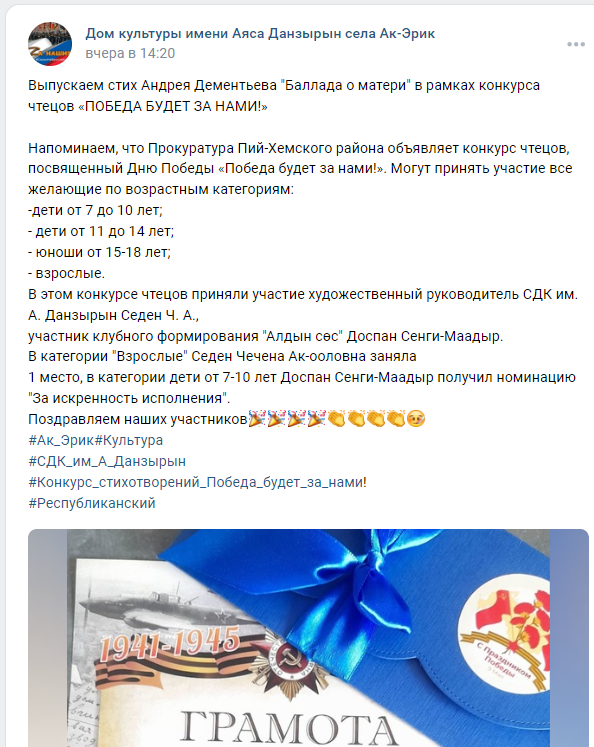 Дом культуры имени Аяса Данзырын села Ак-Эрик
вчера в 14:20
Выпускаем стих Андрея Дементьева "Баллада о матери" в рамках конкурса
чтецов «ПОБЕДА БУДЕТ ЗА НАМИ!»
Напоминаем, что Прокуратура Пий-Хемского района объявляет конкурс чтецов,
посвященный Дню Победы «Победа будет за нами!». Могут принять участие все
желающие по возрастным категориям:
-дети от 7 до 10 лет;
- дети от 11 до 14 лет;
- юноши от 15-18 лет;
- взрослые.
В этом конкурсе чтецов приняли участие художественный руководитель СДК им.
А. Данзырын Седен Ч. А.,
участник клубного формирования "Алдын сөс" Доспан Сенги-Маадыр.
В категории "Взрослые" Седен Чечена Ак-ооловна заняла
1 место, в категории дети от 7-10 лет Доспан Сенги-Маадыр получил номинацию
"За искренность исполнения".
Поздравляем наших участников🎉🎉🎉🎉👏👏👏👏🤕
#Ак_Эрик#Культура
#СДК_им_А_Данзырын
#Конкурс_стихотворений_Победа_будет_за_нами!
#Республиканский
1941-1945
С Праздником
Победы
ГРАМОТА